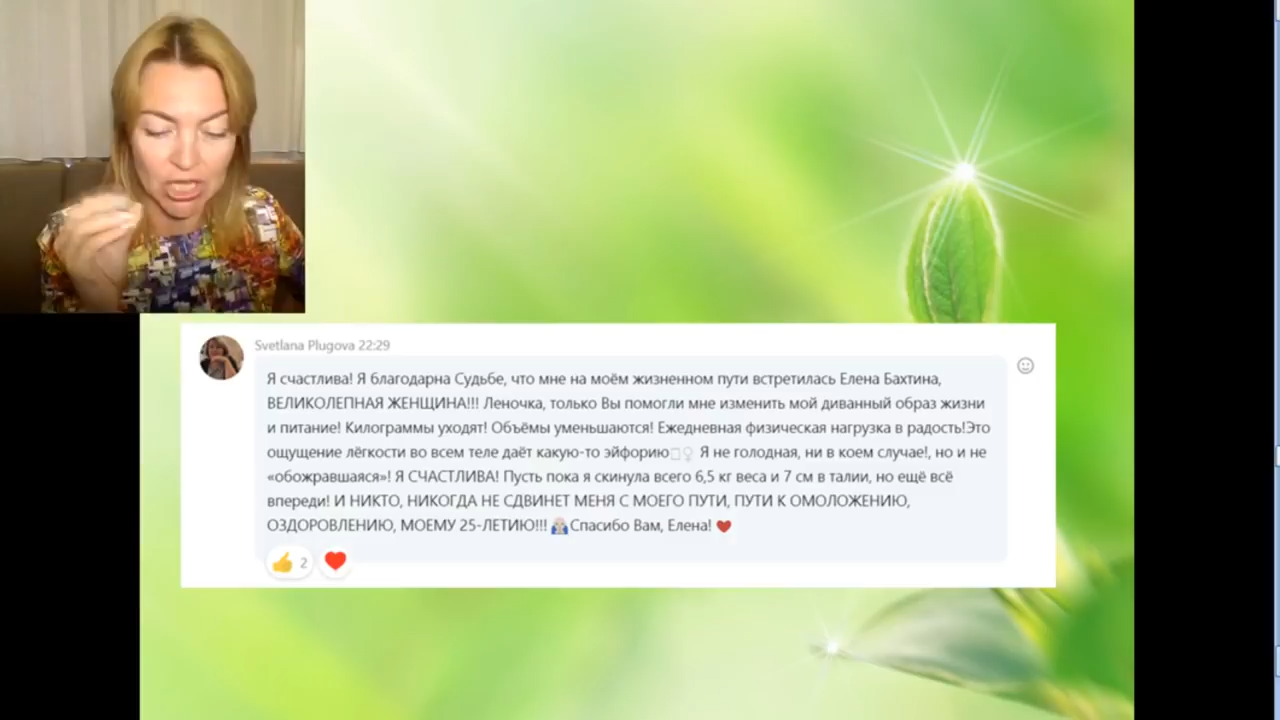 Svetlana Plugova 22:29
Я счастлива! Я благодарна Судьбе, что мне на моём жизненном пути встретилась Елена Бахтина,
ВЕЛИКОЛЕПНАЯ ЖЕНЩИНА!!! Леночка, только Вы помогли мне изменить мой диванный образ жизни
и питание! Килограммы уходят! Объёмы уменьшаются! Ежедневная физическая нагрузка в радость!Это
ощущение лёгкости во всем теле даёт какую-то эйфорию Я не голодная, ни в коем случае!, но и не
«обожравшаяся»! Я СЧАСТЛИВА! Пусть пока я скинула всего 6,5 кг веса и 7 см в талии, но ещё всё
впереди! И НИКТО, НИКОГДА НЕ СДВИНЕТ МЕНЯ С МОЕГО ПУТИ, ПУТИ К ОМОЛОЖЕНИЮ,
ОЗДОРОВЛЕНИЮ, МОЕМУ 25-ЛЕТИЮ!!! Спасибо Вам, Елена! ❤
2